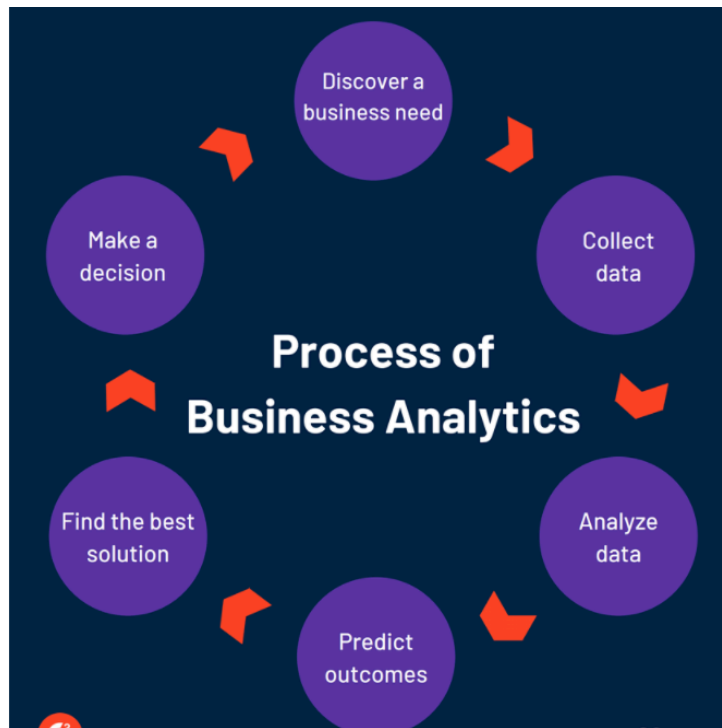 Discover a
business need
Collect
data
Analyze
data
Predict
outcomes
Find the best
solution
Make a
decision
Process of
Business Analytics